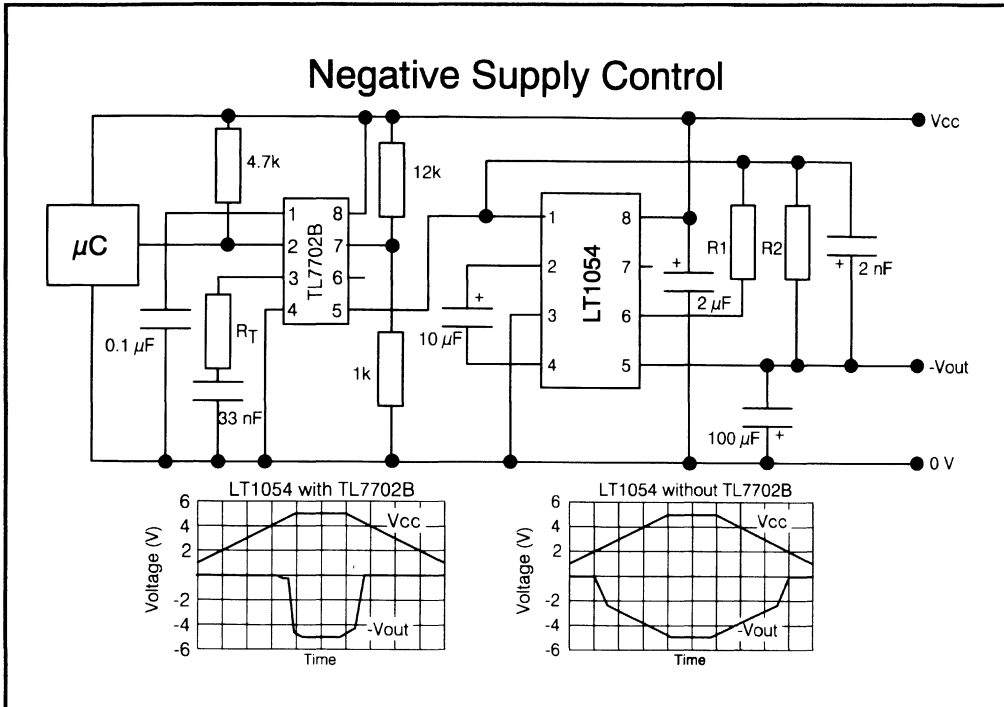 Negative Supply Control
Vcc
4.7k
12k
µC
1
2
3
4
TL7702B
8
7
6
5
1
2
3
4
LT1054
8
7
6
5
R1
R2
+
2 nF
+
2 µF
+
10 µF
0.1 µF
RT
33 nF
1k
-Vout
100 µF
+
0 V
LT1054 with TL7702B
6
4
2
-2
-4
-6
Voltage (V)
Vcc
-Vout
Time
LT1054 without TL7702B
6
4
2
-2
-4
-6
Voltage (V)
Vcc
-Vout
Time